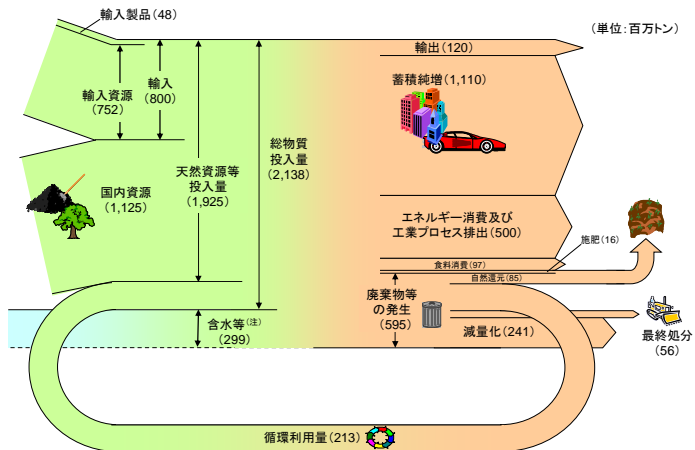 輸入製品(48)
(単位:百万トン)
輸出(120)
輸入資源
(752)
輸入
(800)
蓄積純増(1,110)
総物質
投入量
(2,138)
天然資源等
投入量
(1,925)
国内資源
(1,125)
エネルギー消費及び
工業プロセス排出(500)
施肥(16)
食料消費(97)
自然還元(85)
廃棄物等
の発生
(595)
含水等(注)
(299)
減量化(241)
最終処分
(56)
循環利用量(213)